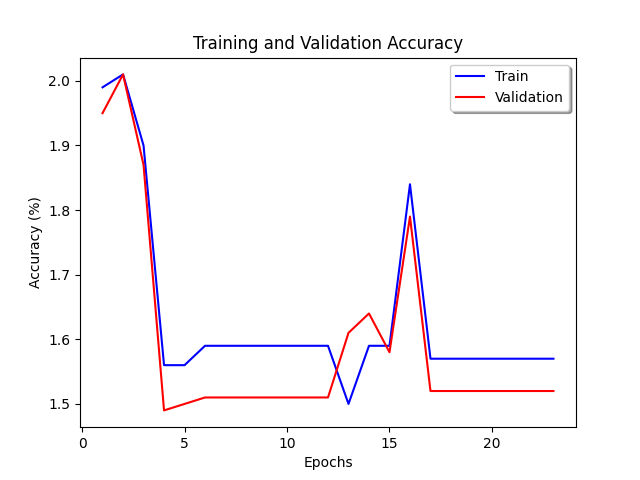 Training and Validation Accuracy
Train
Validation
Accuracy (%)
2.0
1.9
1.8
1.7
1.6
1.5
0 5 10 15 20
Epochs